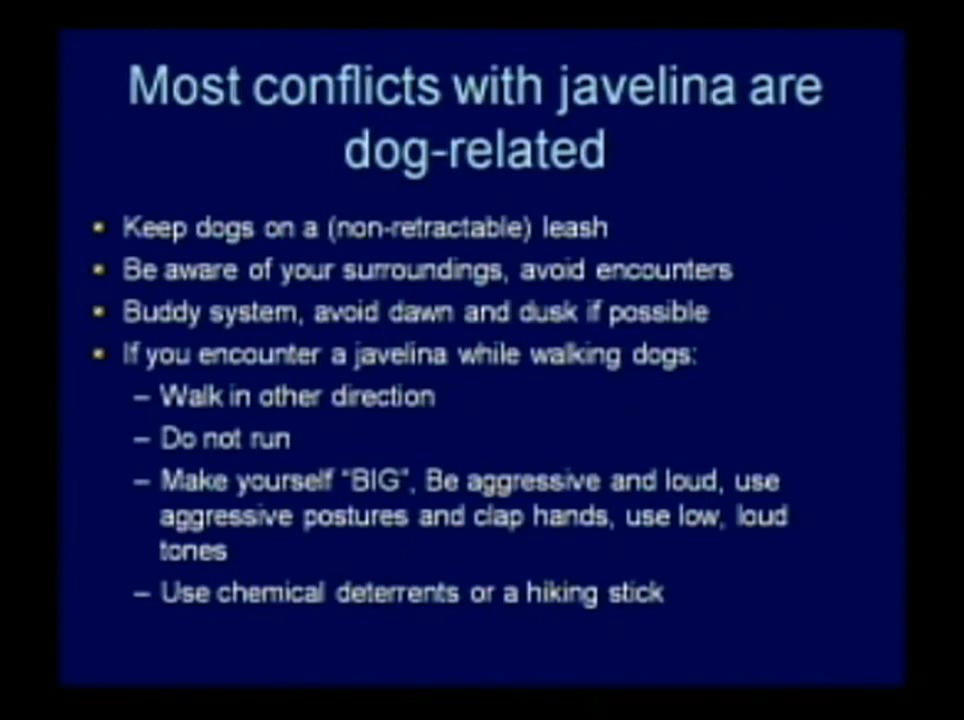 Most conflicts with javelina are
dog-related
▪ Keep dogs on a (non-retractable) leash
▪ Be aware of your surroundings, avoid encounters
▪ Buddy system, avoid dawn and dusk if possible
▪ If you encounter a javelina while walking dogs:
– Walk in other direction
– Do not run
– Make yourself "BIG", Be aggressive and loud, use
aggressive postures and clap hands, use low, loud
tones
– Use chemical deterrents or a hiking stick